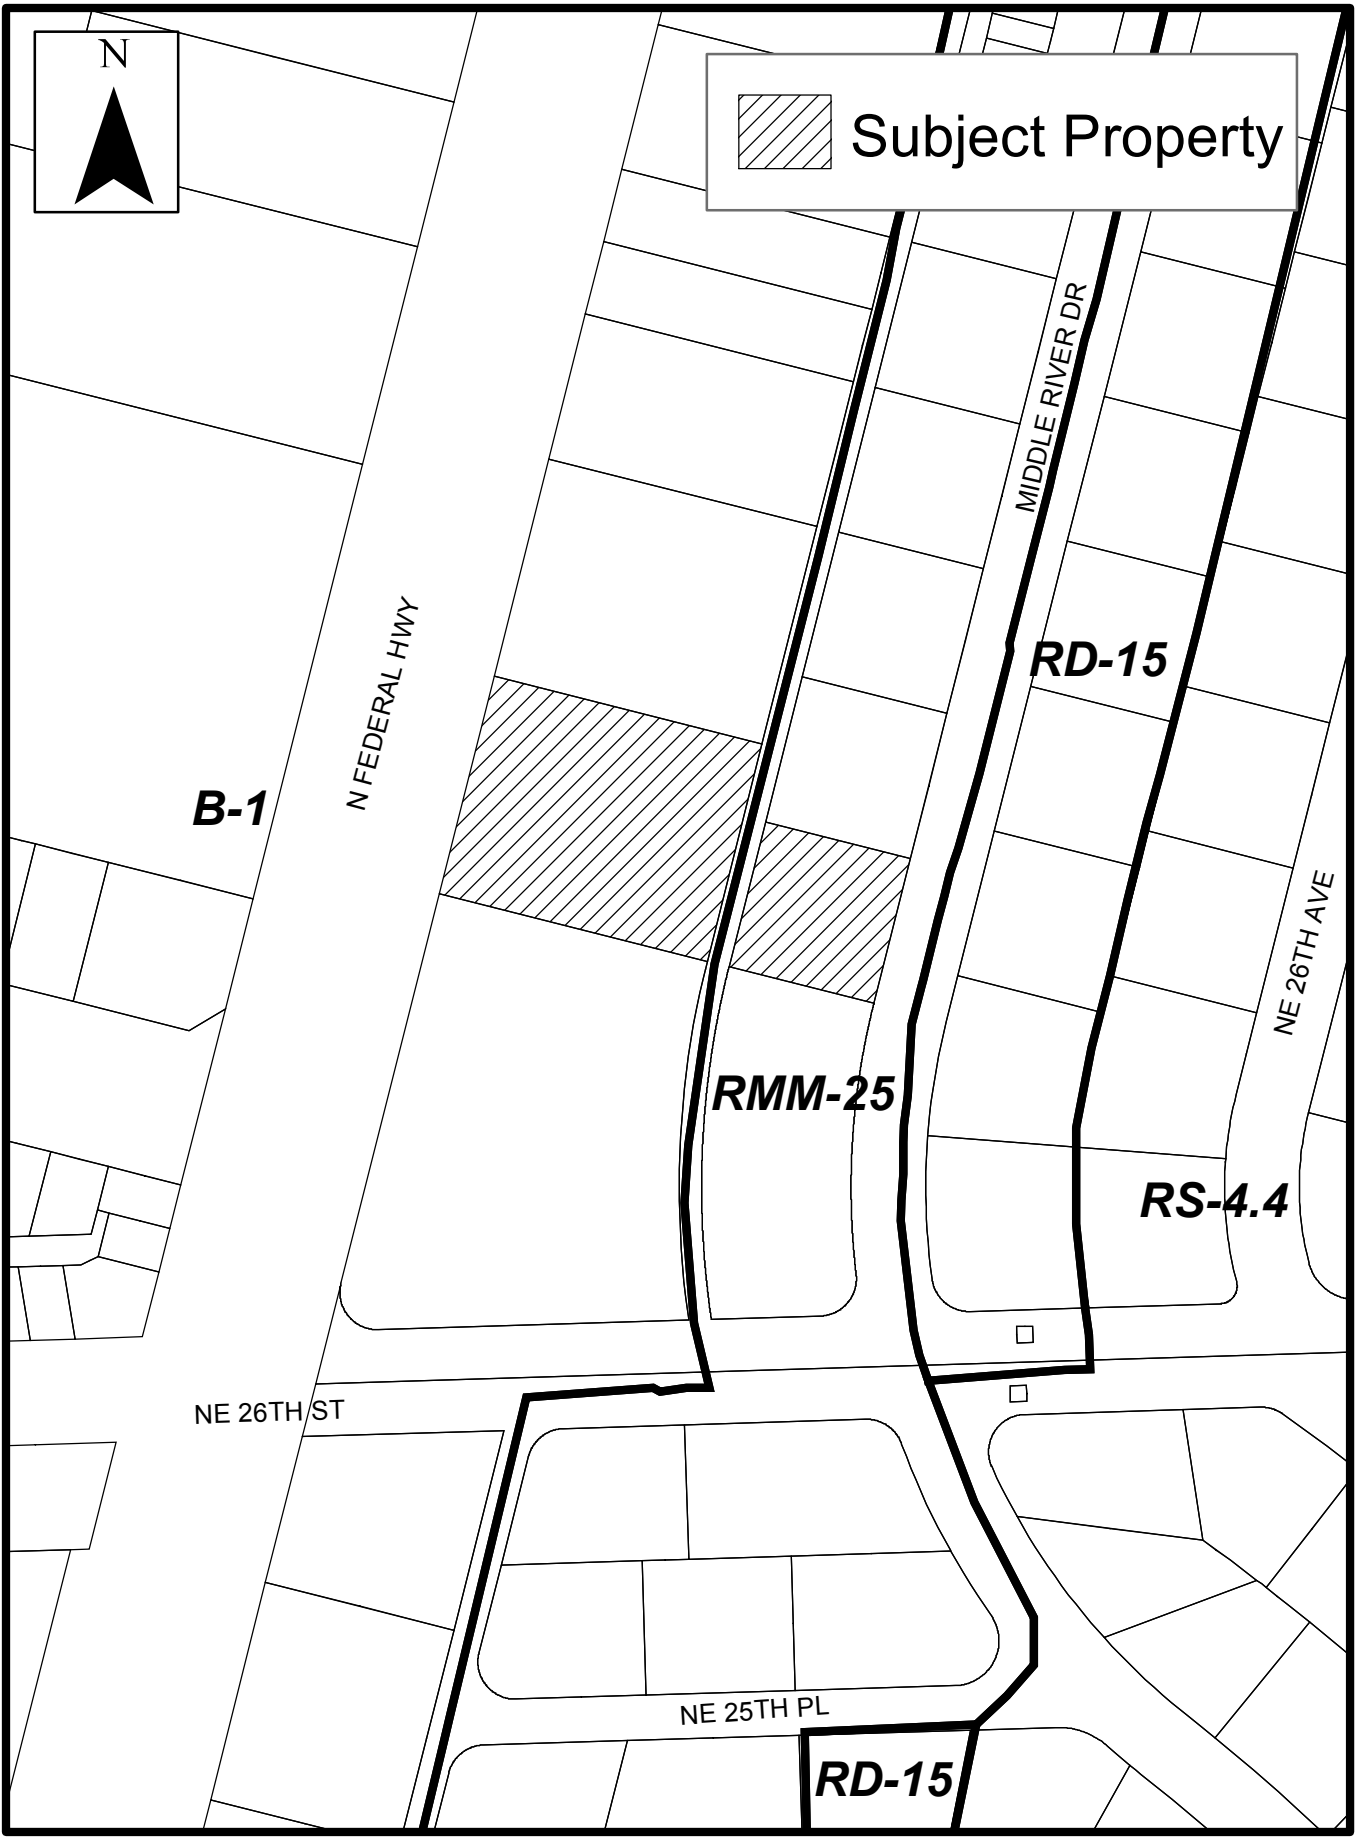 N
Subject Property
MIDDLE RIVER DR
N FEDERAL HWY
RD-15
B-1
NE 26TH AVE
RMM-25
RS-4.4
NE 26TH ST
NE 25TH PL
RD-15